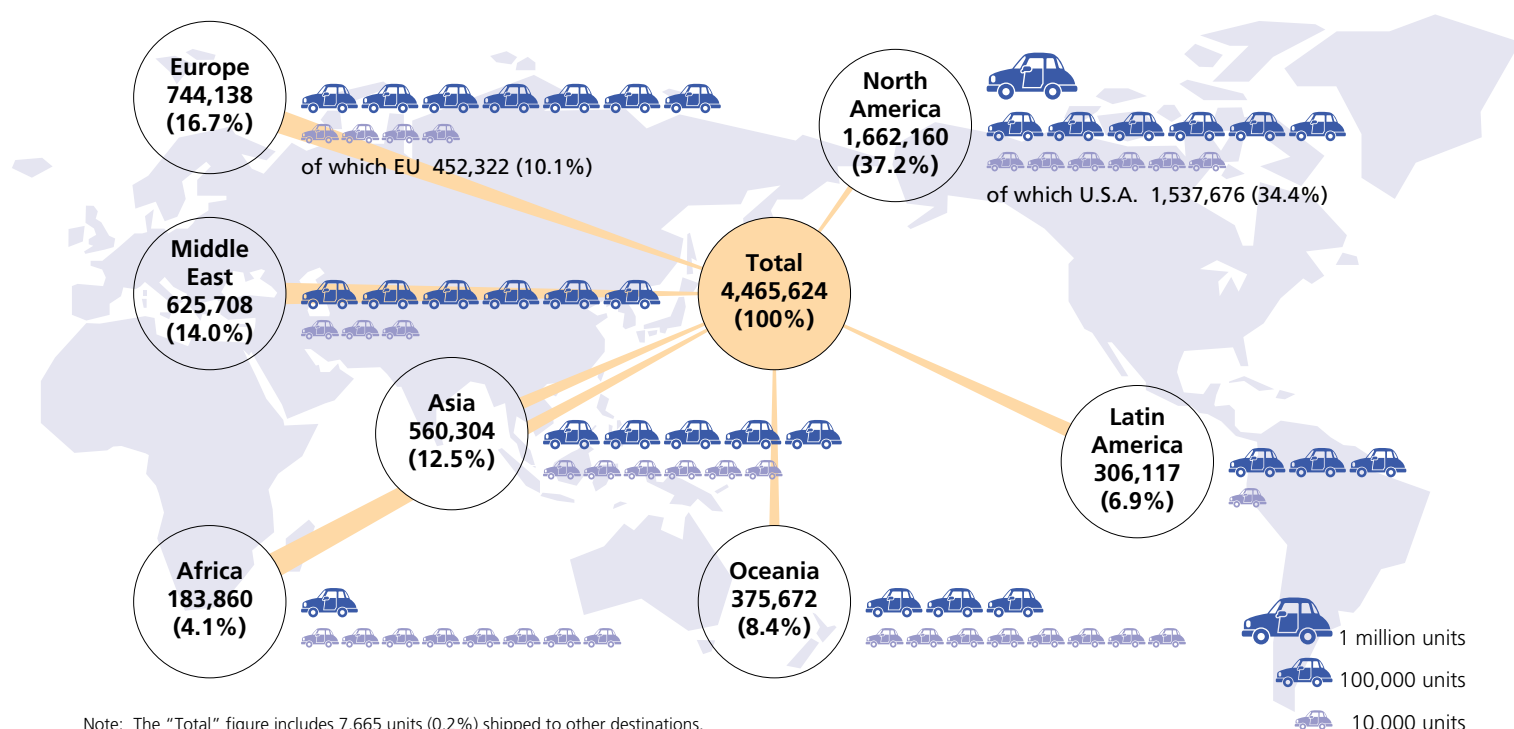 Europe
744,138
(16.7%)
of which EU 452,322 (10.1%)
North
America
1,662,160
(37.2%)
of which U.S.A. 1,537,676 (34.4%)
Middle
East
625,708
(14.0%)
Total
4,465,624
(100%)
Asia
560,304
(12.5%)
Latin
America
306,117
(6.9%)
Africa
183,860
(4.1%)
Oceania
375,672
(8.4%)
1 million units
100,000 units
10,000 units
Note: The “Total” figure includes 7,665 units (0.2%) shipped to other destinations.